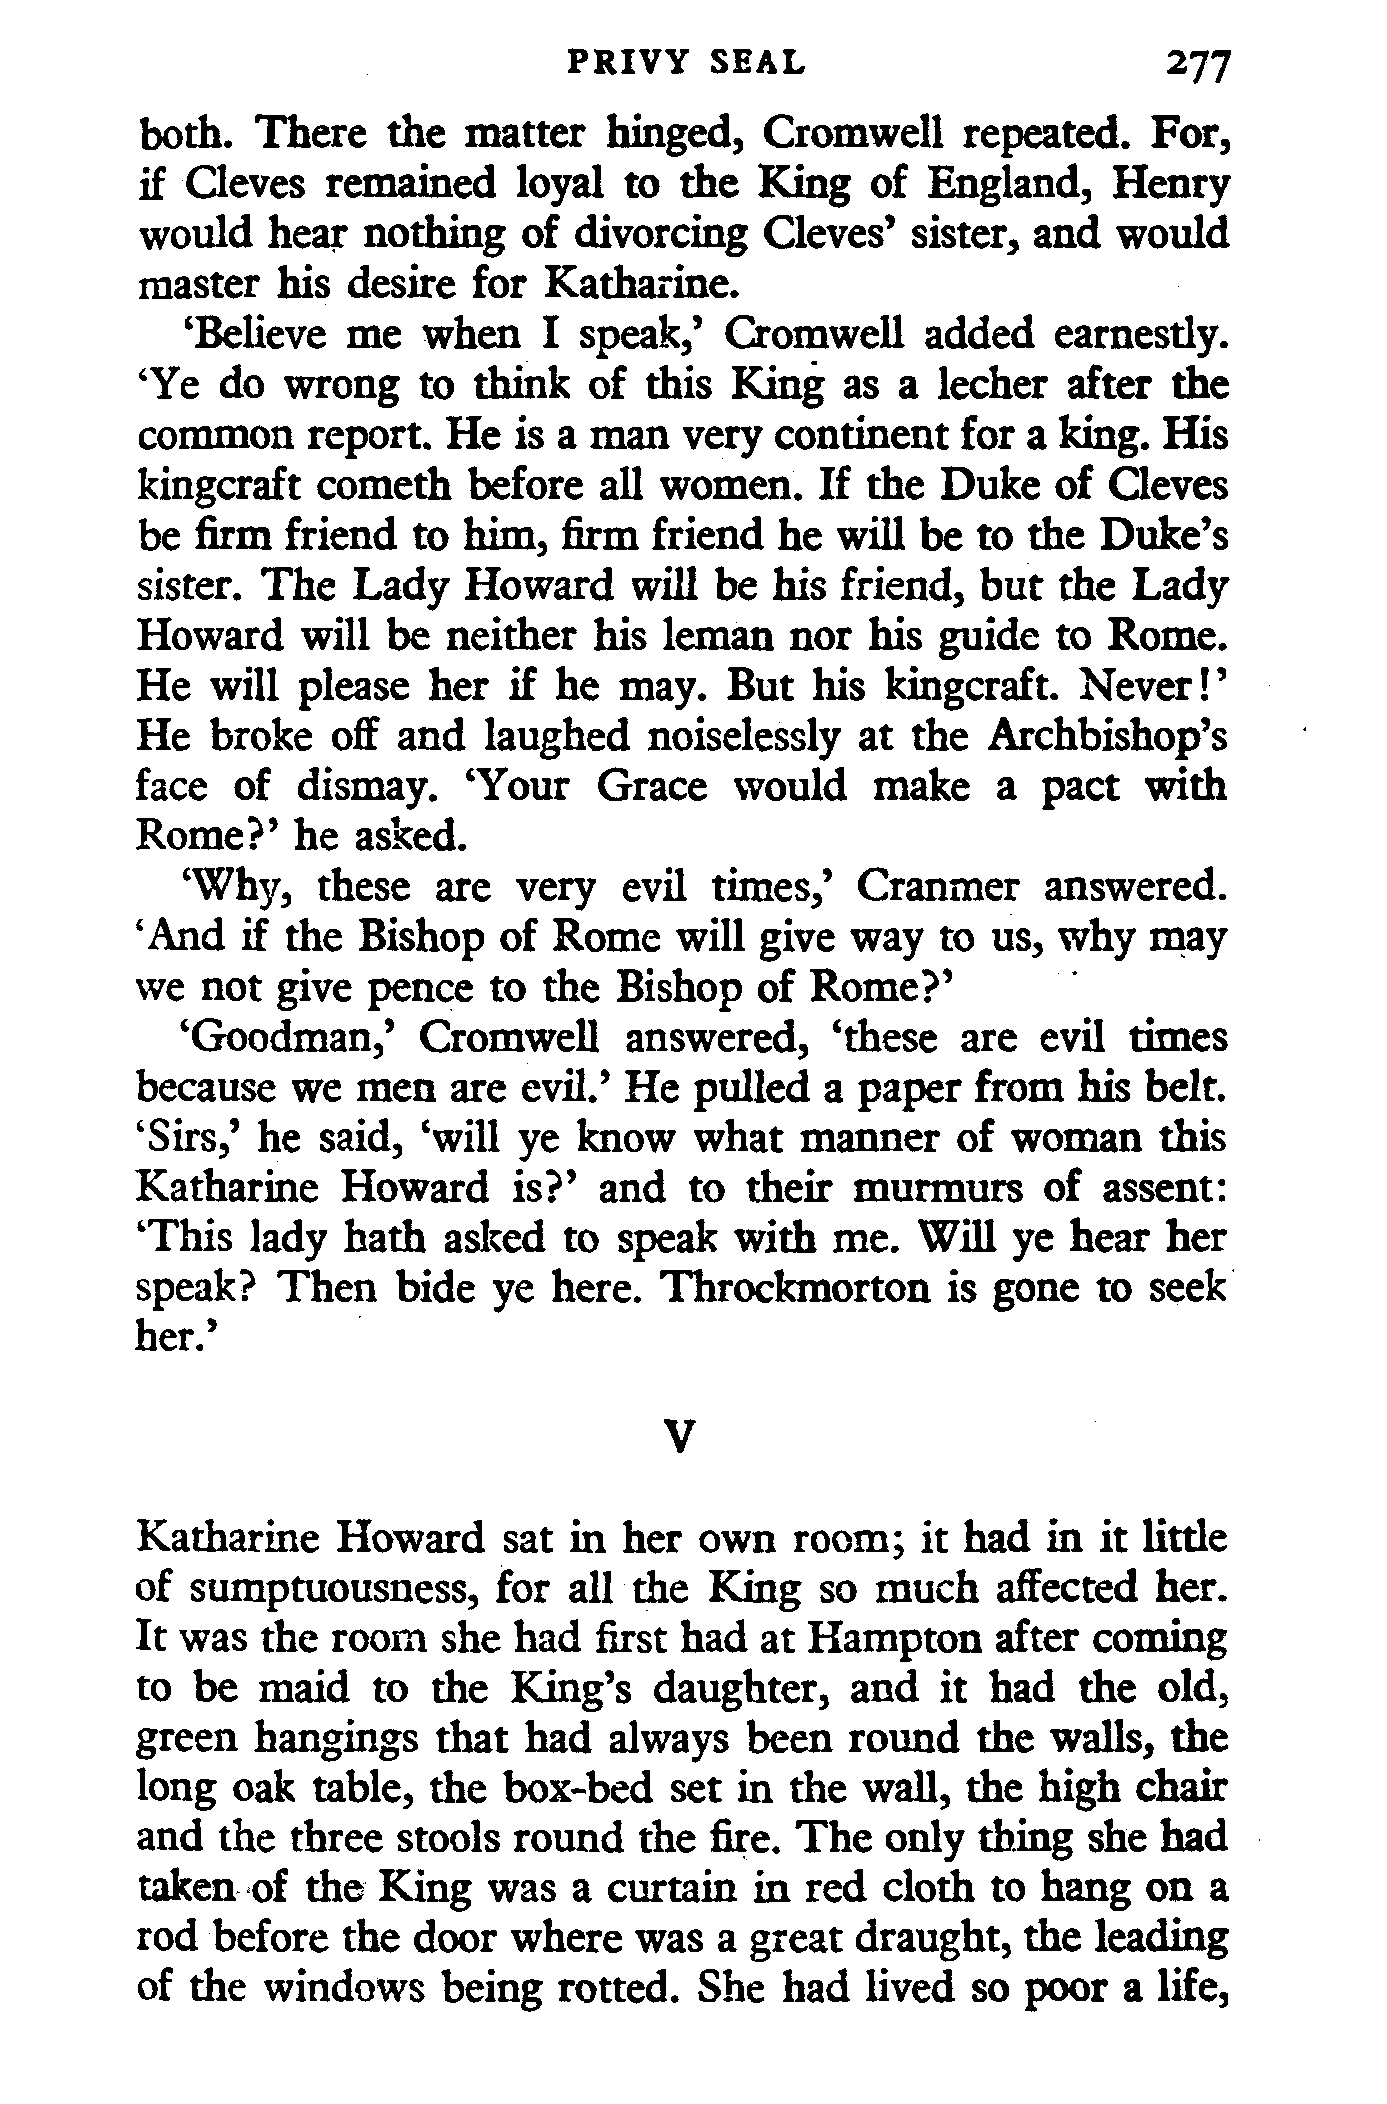 PRIVY SEAL 277
both. There the matter hinged, Cromwell repeated. For,
if Cleves remained loyal to the King of England, Henry
would hear nothing of divorcing Cleves’ sister, and would
master his desire for Katharine.
‘Believe me when I speak,’ Cromwell added earnestly.
‘Ye do wrong to think of this King as a lecher after the
common report. He is a man very continent for a king. His
kingcraft cometh before all women. If the Duke of Cleves
be firm friend to him, firm friend he will be to the Duke’s
sister. The Lady Howard will be his friend, but the Lady
Howard will be neither his leman nor his guide to Rome.
He will please her if he may. But his kingcraft. Never!’
He broke off and laughed noiselessly at the Archbishop’s
face of dismay. ‘Your Grace would make a pact with
Rome?’ he asked.
‘Why, these are very evil times,’ Cranmer answered.
‘And if the Bishop of Rome will give way to us, why may
we not give pence to the Bishop of Rome?’
‘Goodman,’ Cromwell answered, ‘these are evil times
because we men are evil.’ He pulled a paper from his belt.
‘Sirs,’ he said, ‘will ye know what manner of woman this
Katharine Howard is?’ and to their murmurs of assent:
‘This lady hath asked to speak with me. Will ye hear her
speak? Then bide ye here. Throckmorton is gone to seek
her.’
V
Katharine Howard sat in her own room; it had in it little
of sumptuousness, for all the King so much affected her.
It was the room she had first had at Hampton after coming
to be maid to the King’s daughter, and it had the old,
green hangings that had always been round the walls, the
long oak table, the box-bed set in the wall, the high chair
and the three stools round the fire. The only thing she had
taken of the King was a curtain in red cloth to hang on a
rod before the door where was a great draught, the leading
of the windows being rotted. She had lived so poor a life,